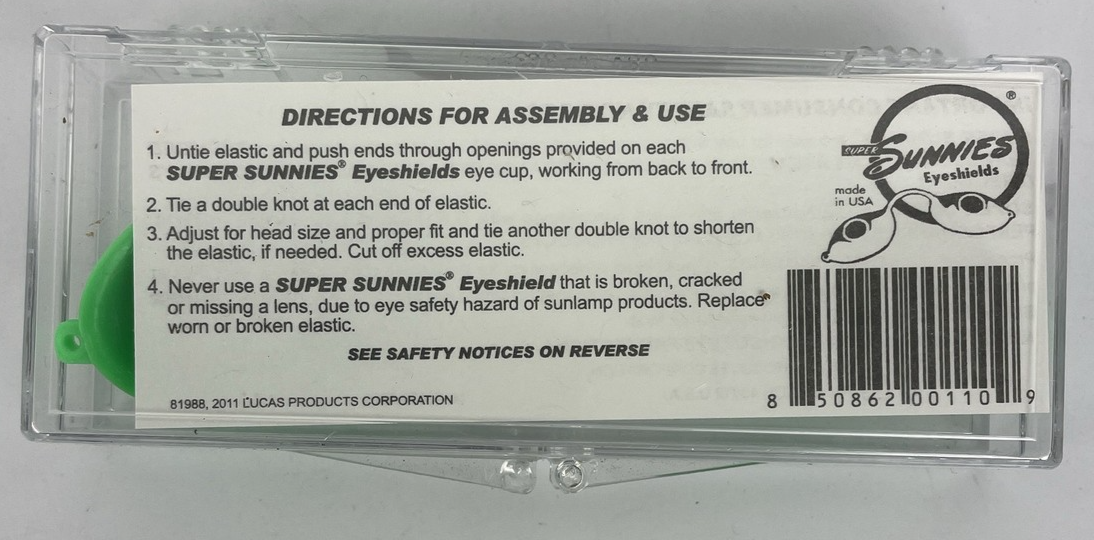 DIRECTIONS FOR ASSEMBLY & USE
1. Untie elastic and push ends through openings provided on each
SUPER SUNNIES® Eyeshields eye cup, working from back to front.
2. Tie a double knot at each end of elastic.
3. Adjust for head size and proper fit and tie another double knot to shorten
the elastic, if needed. Cut off excess elastic.
4. Never use a SUPER SUNNIES® Eyeshield that is broken, cracked
or missing a lens, due to eye safety hazard of sunlamp products. Replace
worn or broken elastic.
SEE SAFETY NOTICES ON REVERSE
81988, 2011 LUCAS PRODUCTS CORPORATION
®
SUPER SUNNIES
Eyeshields
made
in USA
8 50862 00110 9